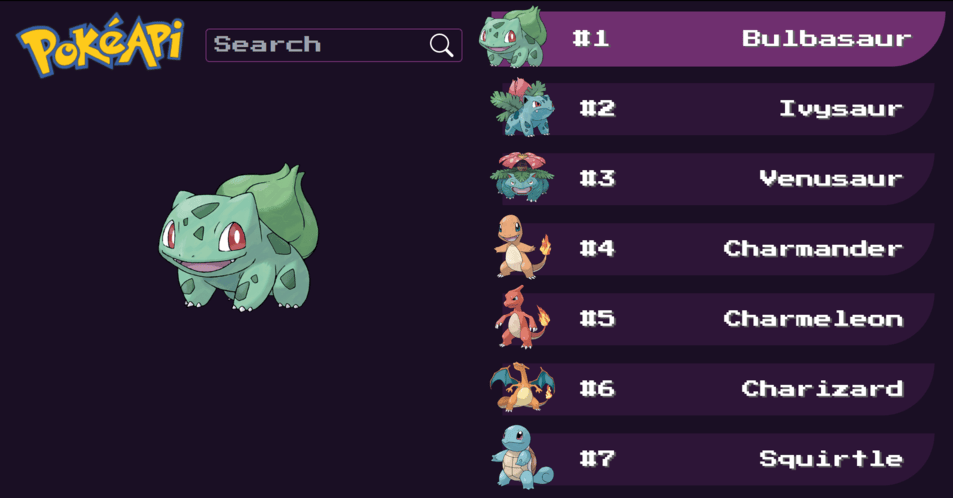 PokéApi
Search
#1 Bulbasaur
#2 Ivysaur
#3 Venusaur
#4 Charmander
#5 Charmeleon
#6 Charizard
#7 Squirtle